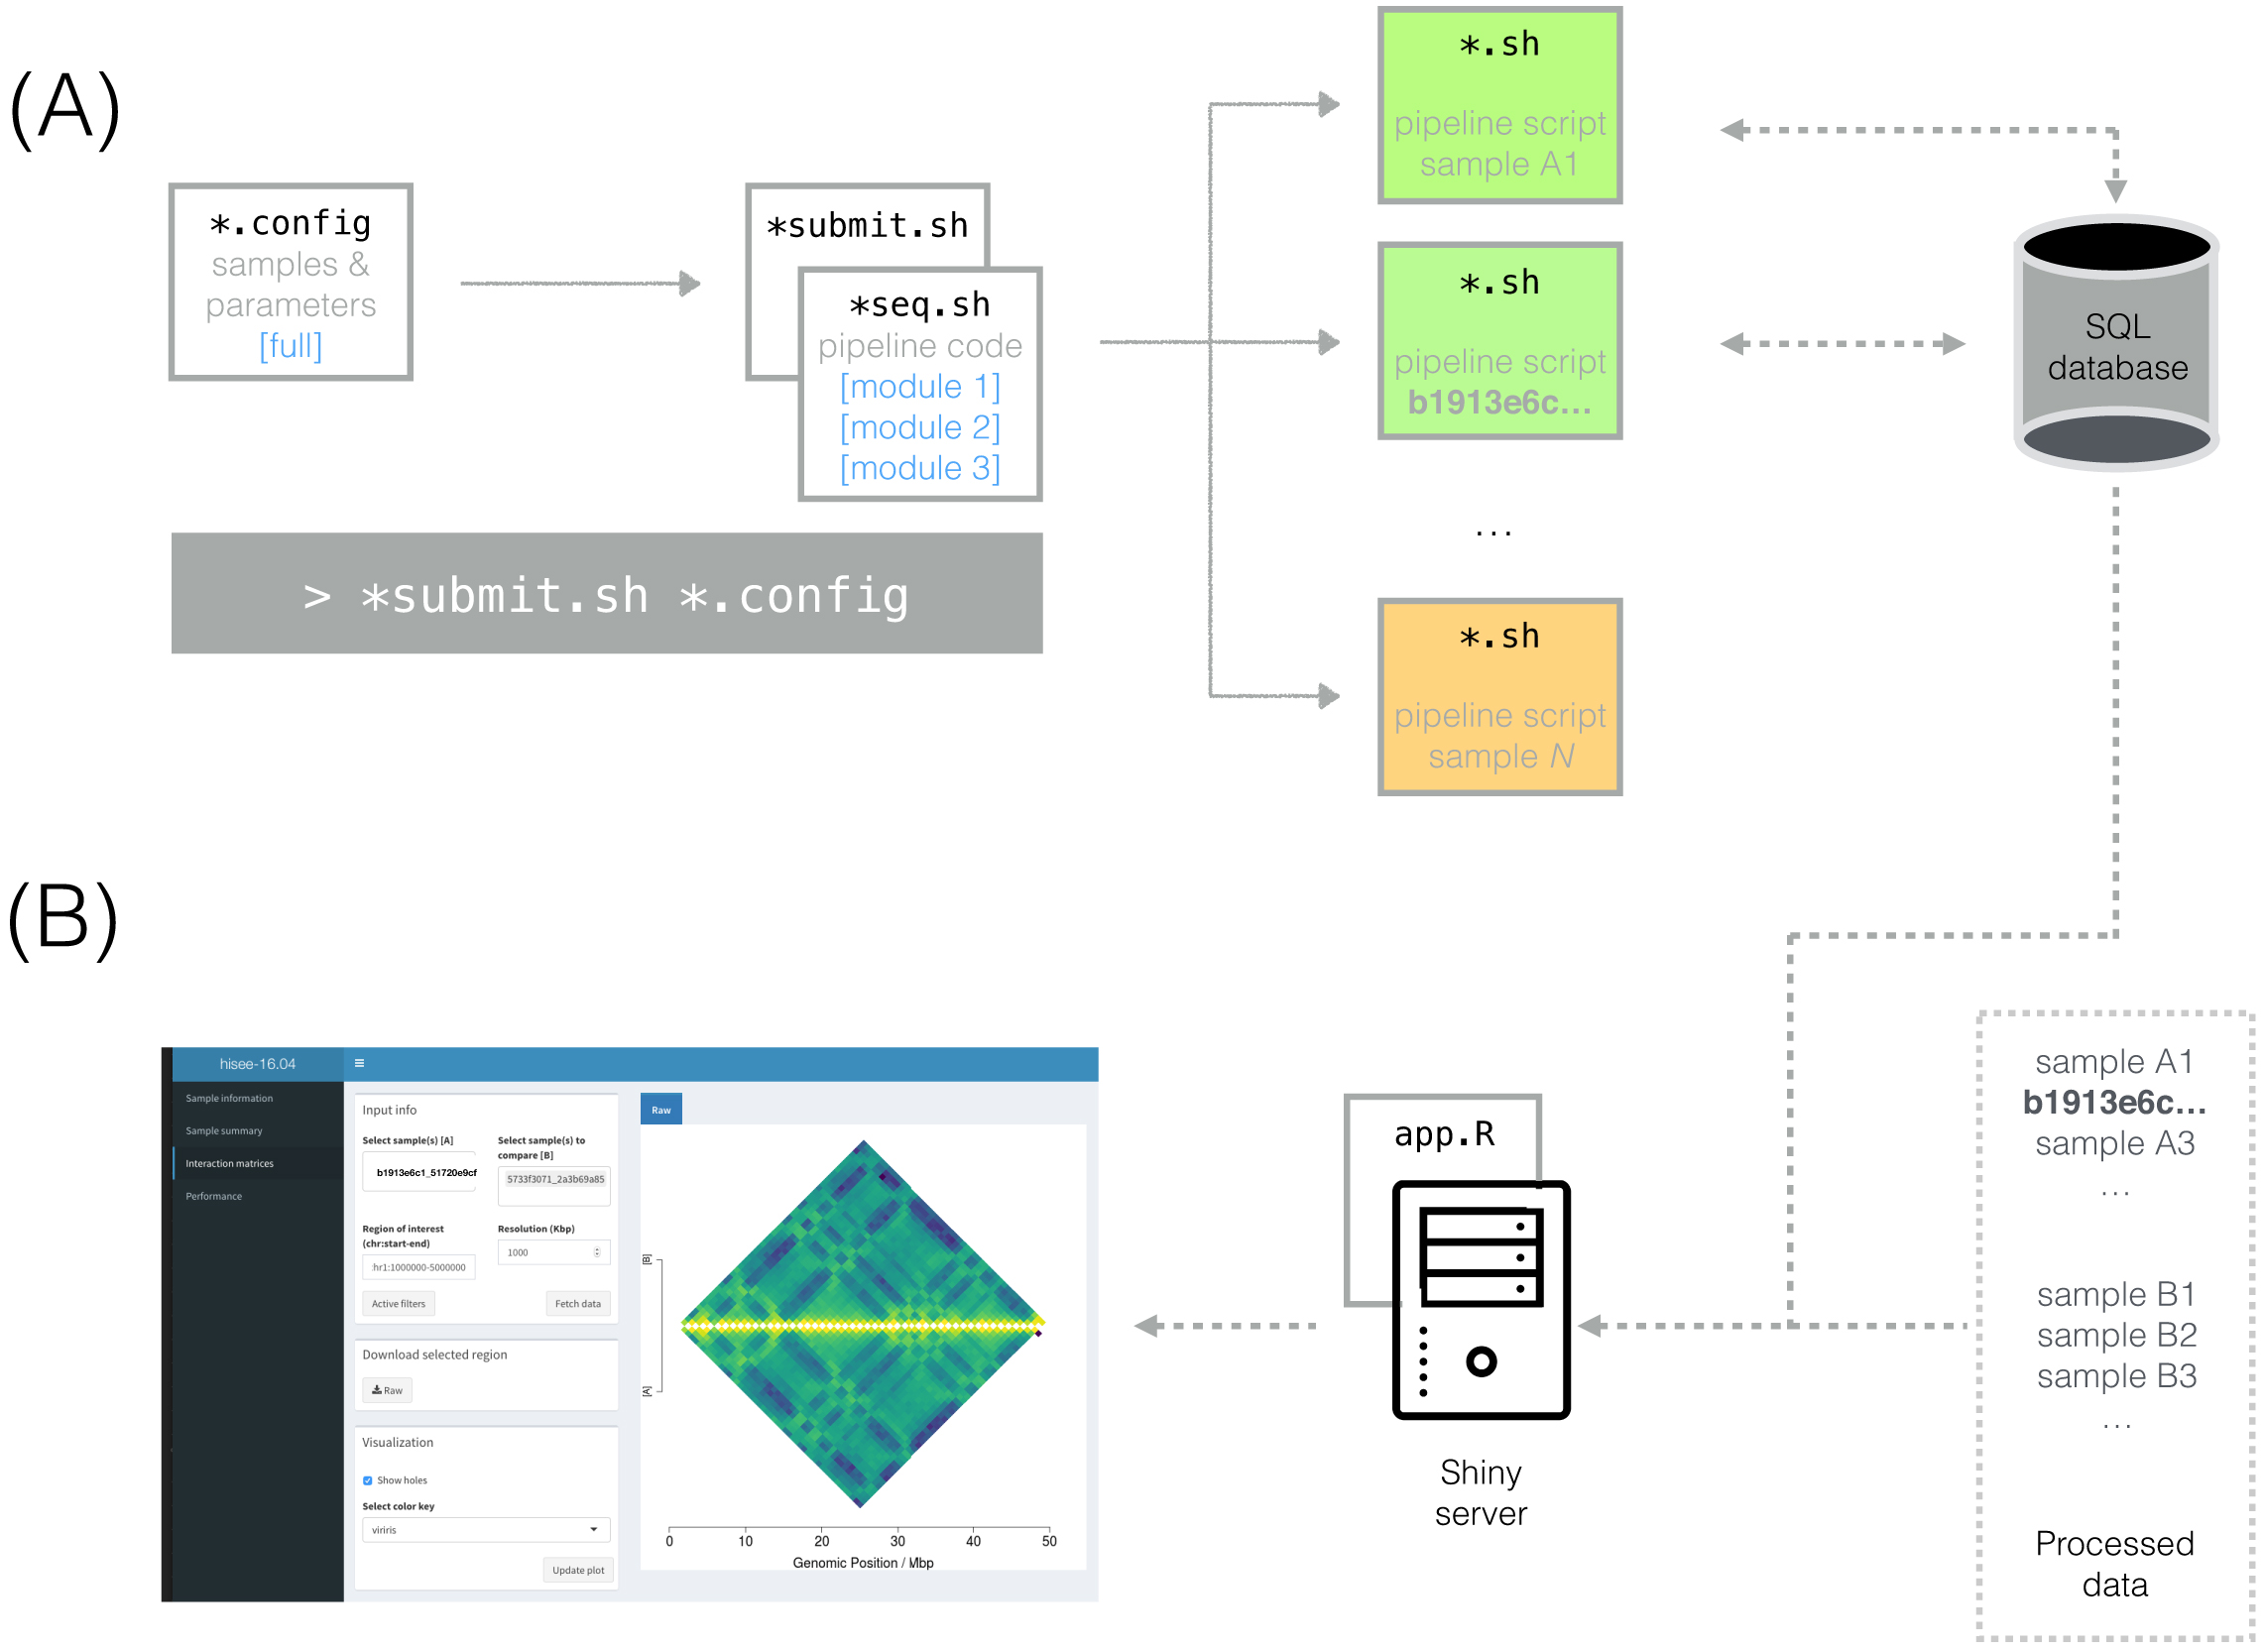 (A)
*.config
samples &
parameters
[full]
*submit.sh
*seq.sh
pipeline code
[module 1]
[module 2]
[module 3]
> *submit.sh *.config
*.sh
pipeline script
sample A1
*.sh
pipeline script
b1913e6c...
...
*.sh
pipeline script
sample N
SQL
database
(B)
hisee-16.04
Sample information
Sample summary
Interaction matrices
Performance
Input info
Select sample(s) [A]
b1913e6c1_51720e9cf
Select sample(s) to
compare [B]
5733f3071_2a3b69a85
Region of interest
(chr:start-end)
:hr1:1000000-5000000
Resolution (Kbp)
1000
Active filters
Fetch data
Download selected region
Raw
Visualization
Show holes
Select color key
viriris
Update plot
Raw
[B]
[A]
0 10 20 30 40 50
Genomic Position / Mbp
app.R
Shiny
server
sample A1
b1913e6c...
sample A3
...
sample B1
sample B2
sample B3
...
Processed
data